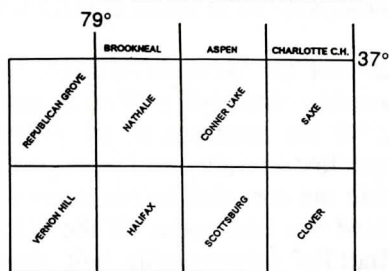 79°
BROOKNEAL ASPEN CHARLOTTE C.H.
37°
REPUBLICAN GROVE NATHALIE CONNER LAKE SAXE
VERNON HILL HALIFAX SCOTTSBURG CLOVER